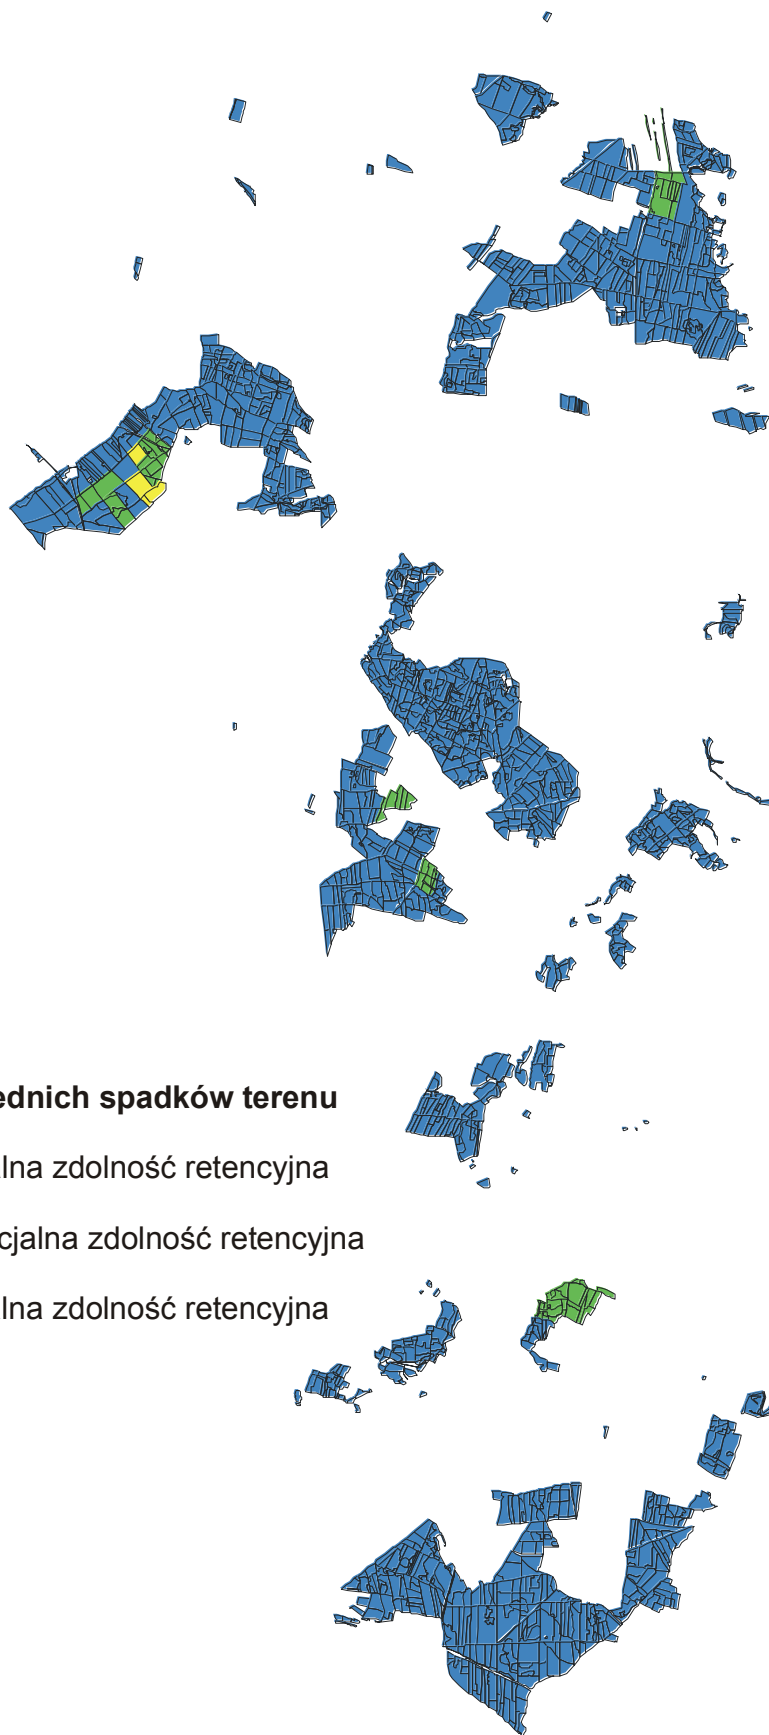 ednich spadków terenu
lna zdolność retencyjna
cjalna zdolność retencyjna
lna zdolność retencyjna